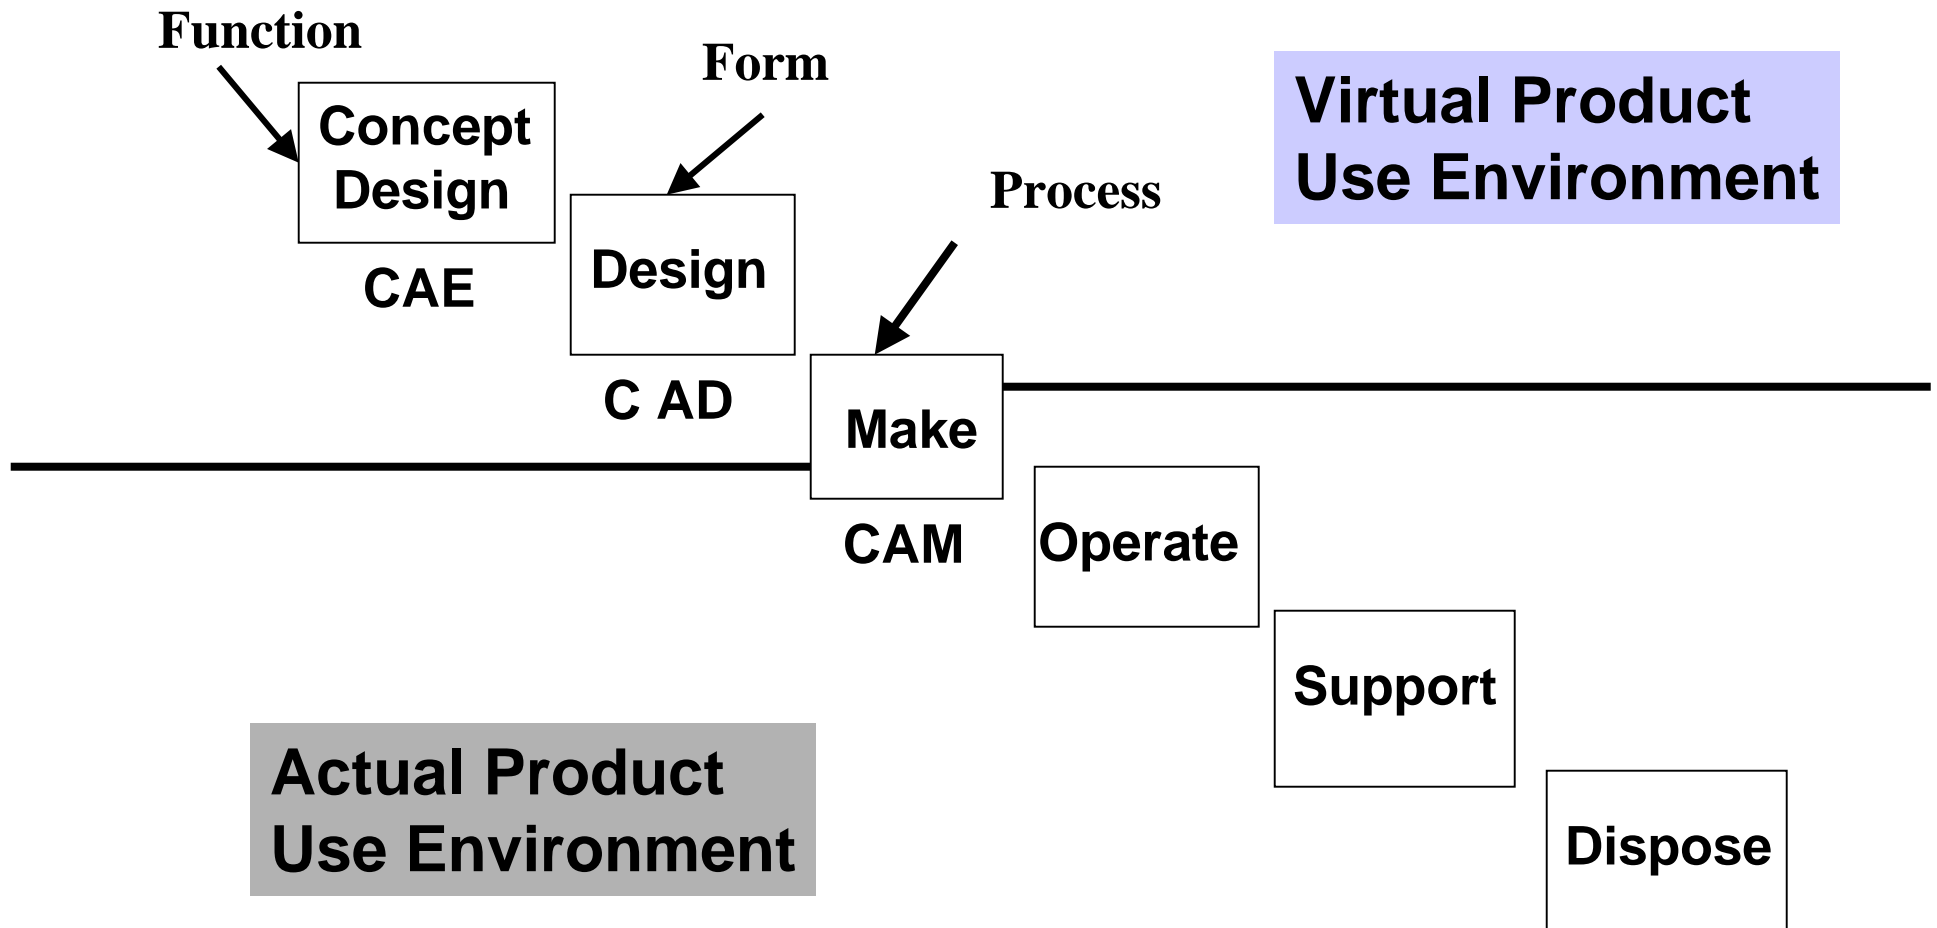 Function
Form
Virtual Product
Use Environment
Concept
Design
Process
Design
CAE
C AD
Make
CAM
Operate
Support
Actual Product
Use Environment
Dispose